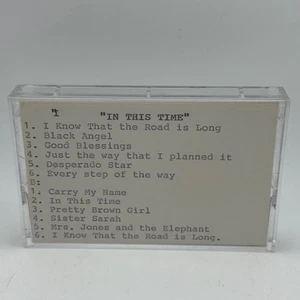 "1 "IN THIS TIME"
1. I Know That the Road is Long
2. Black Angel
3. Good Blessings
4. Just the way that I planned it
5. Desperado Star
6. Every step of the way
B:
1. Carry My Name
2. In This Time
3. Pretty Brown Girl
4. Sister Sarah
5. Mrs. Jones and the Elephant
6. I Know That the Road is Long.